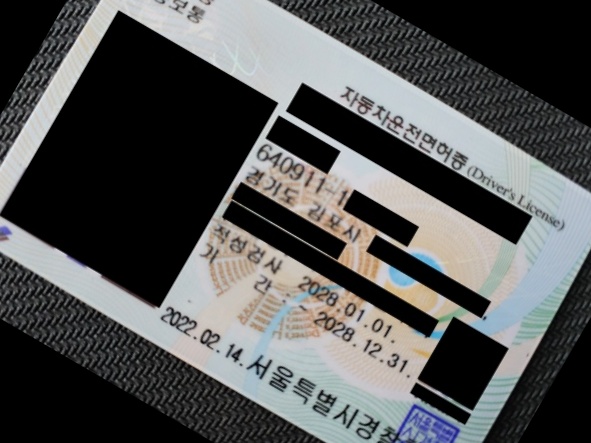 자동차운전면허증 (Driver's License)
640911-1
경기도 김포시
적성검사 2028.01.01.
기 간 ~ 2028.12.31.
2022.02.14. 서울특별시경찰